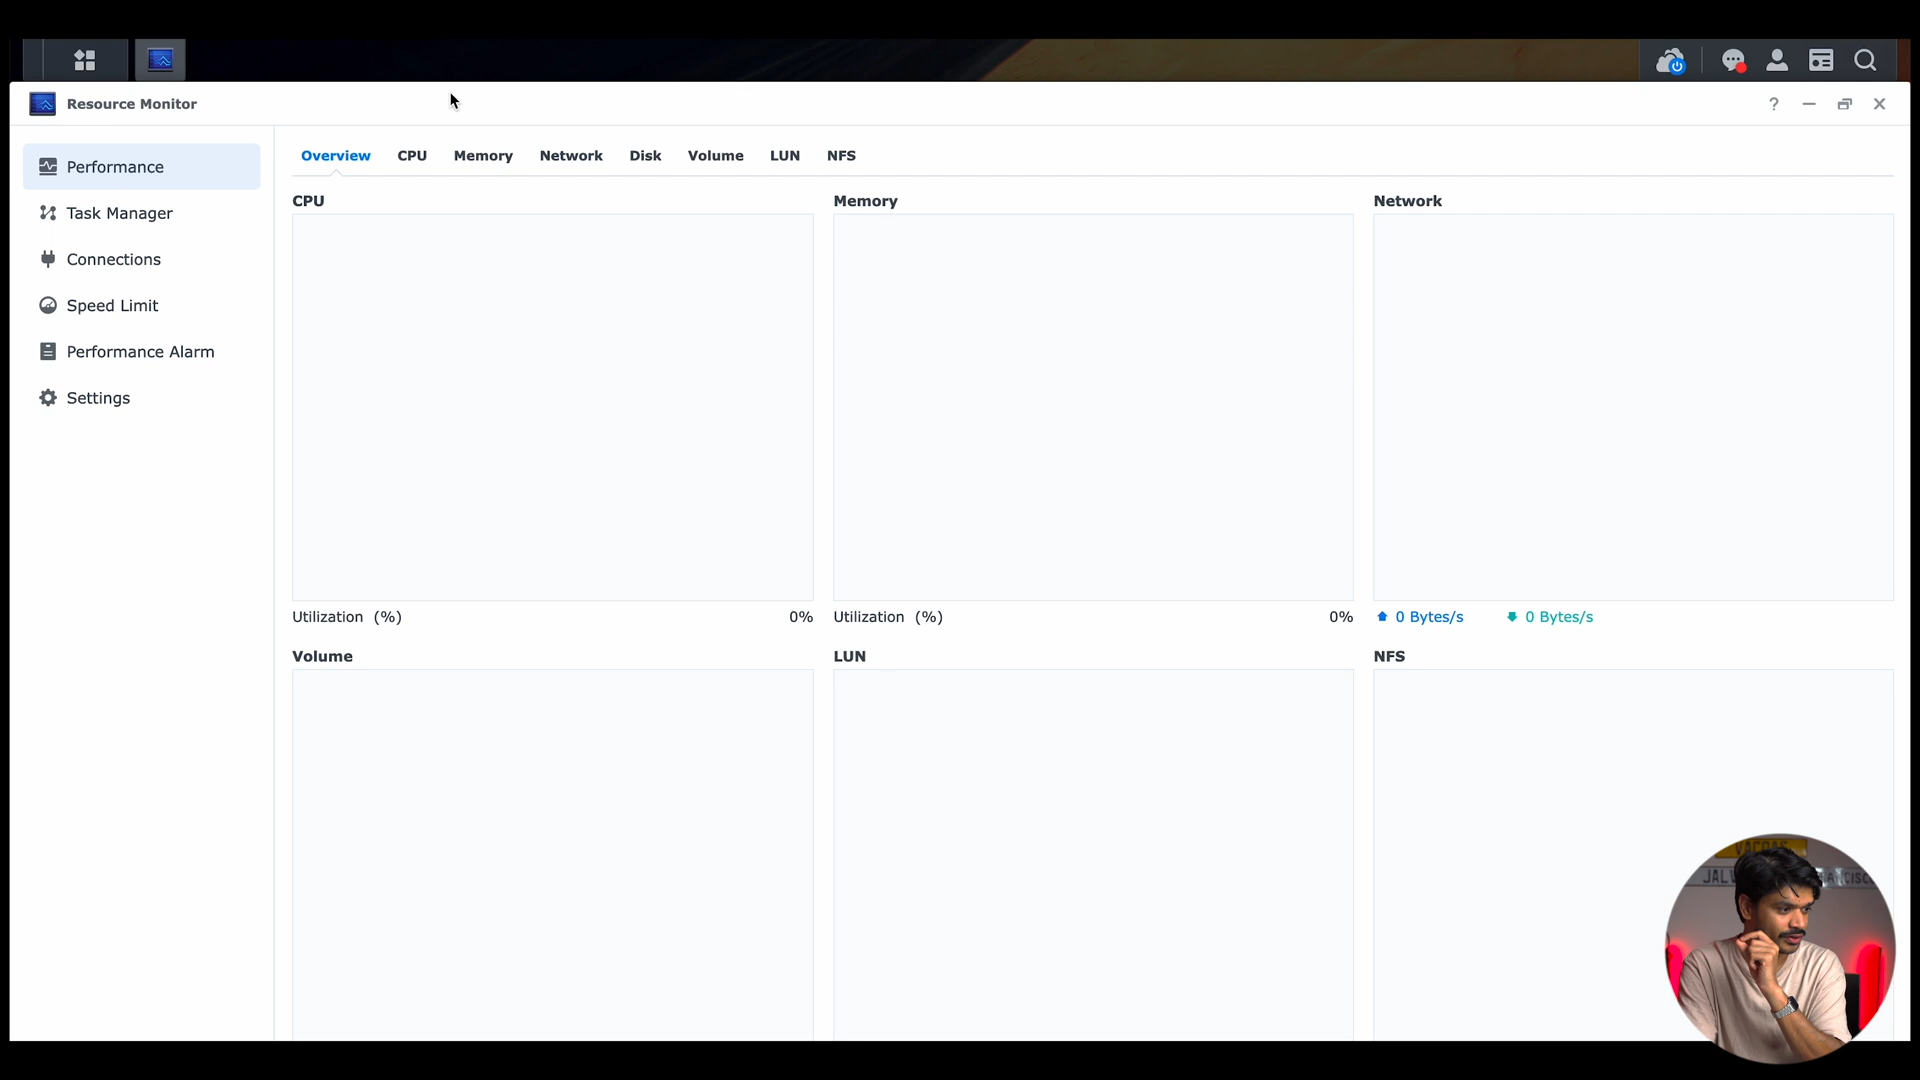 Resource Monitor
?
Performance
Task Manager
Connections
Speed Limit
Performance Alarm
Settings
Overview CPU Memory Network Disk Volume LUN NFS
CPU Memory Network
Utilization (%) 0% Utilization (%) 0% 0 Bytes/s 0 Bytes/s
Volume LUN NFS